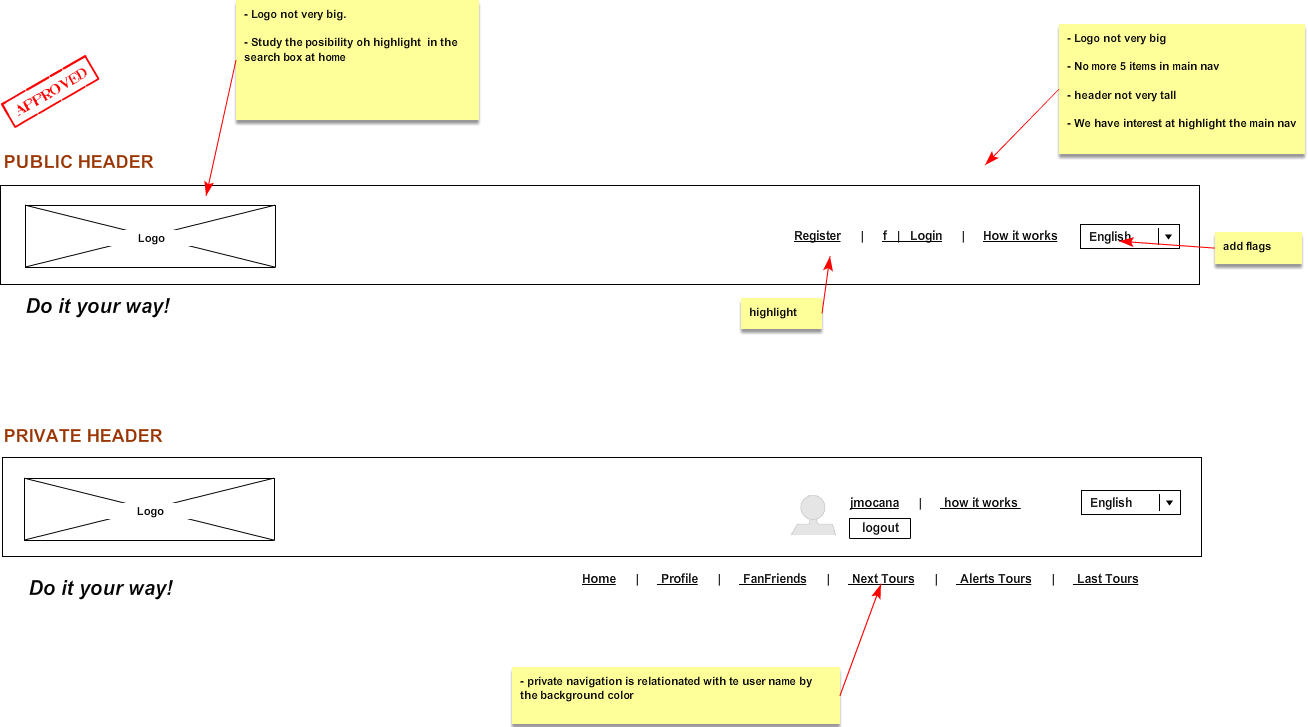 - Logo not very big.
- Study the posibility oh highlight in the
search box at home
- Logo not very big
- No more 5 items in main nav
- header not very tall
- We have interest at highlight the main nav
APPROVED
PUBLIC HEADER
Logo
Register | f | Login | How it works
English
add flags
Do it your way!
highlight
PRIVATE HEADER
Logo
jmocana | how it works
English
logout
Do it your way!
Home | Profile | FanFriends | Next Tours | Alerts Tours | Last Tours
- private navigation is relationated with te user name by
the background color